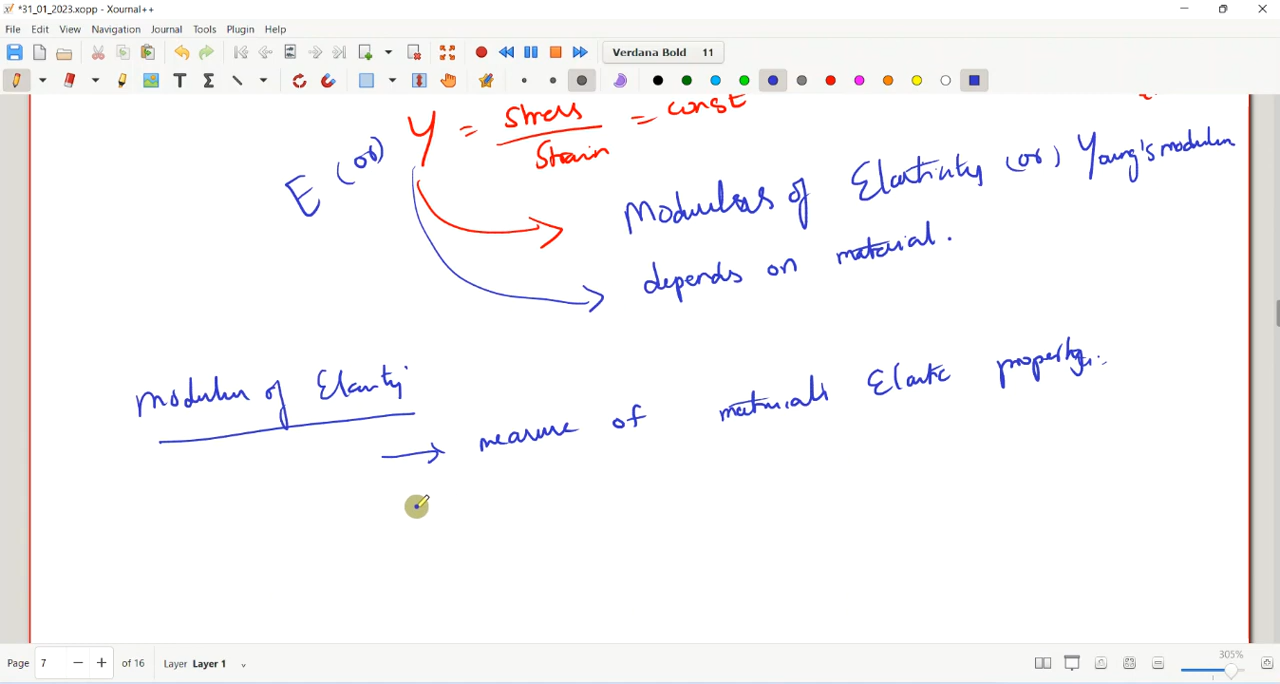 *31_01_2023.xopp - Xournal++
File Edit View Navigation Journal Tools Plugin Help
Verdana Bold 11
E (or) Y = Stress / Strain = const
Modulus of Elasticity (or) Young's modulus
depends on material.
Modulus of Elasticity
→ measure of materials Elastic property.
Page 7 − + of 16 Layer Layer 1 305%